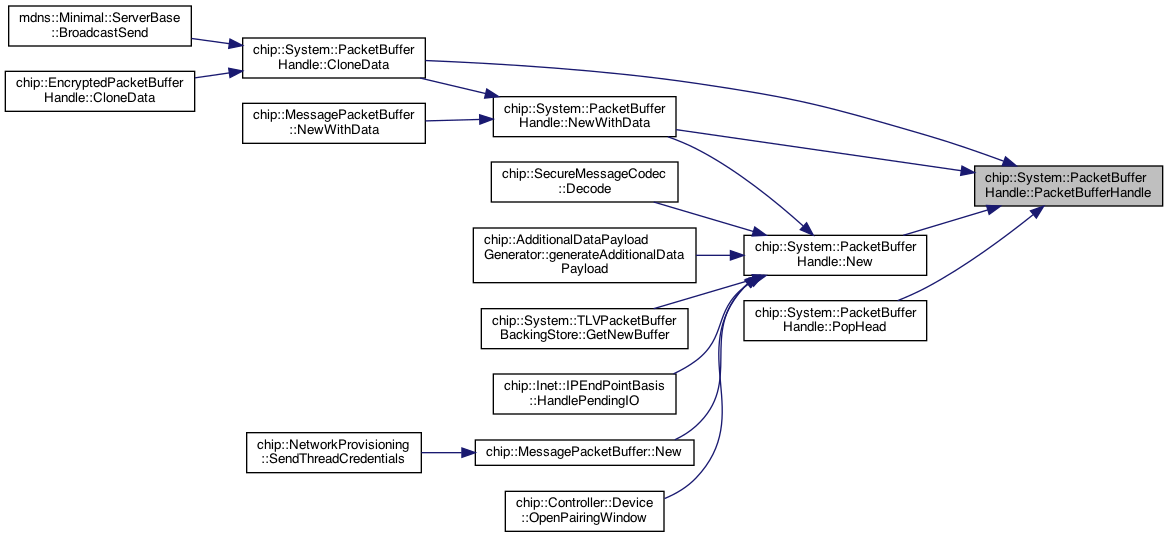 mdns::Minimal::ServerBase
::BroadcastSend
chip::EncryptedPacketBuffer
Handle::CloneData
chip::System::PacketBuffer
Handle::CloneData
chip::MessagePacketBuffer
::NewWithData
chip::System::PacketBuffer
Handle::NewWithData
chip::SecureMessageCodec
::Decode
chip::AdditionalDataPayload
Generator::generateAdditionalData
Payload
chip::System::TLVPacketBuffer
BackingStore::GetNewBuffer
chip::Inet::IPEndPointBasis
::HandlePendingIO
chip::NetworkProvisioning
::SendThreadCredentials
chip::MessagePacketBuffer::New
chip::Controller::Device
::OpenPairingWindow
chip::System::PacketBuffer
Handle::New
chip::System::PacketBuffer
Handle::PopHead
chip::System::PacketBuffer
Handle::PacketBufferHandle